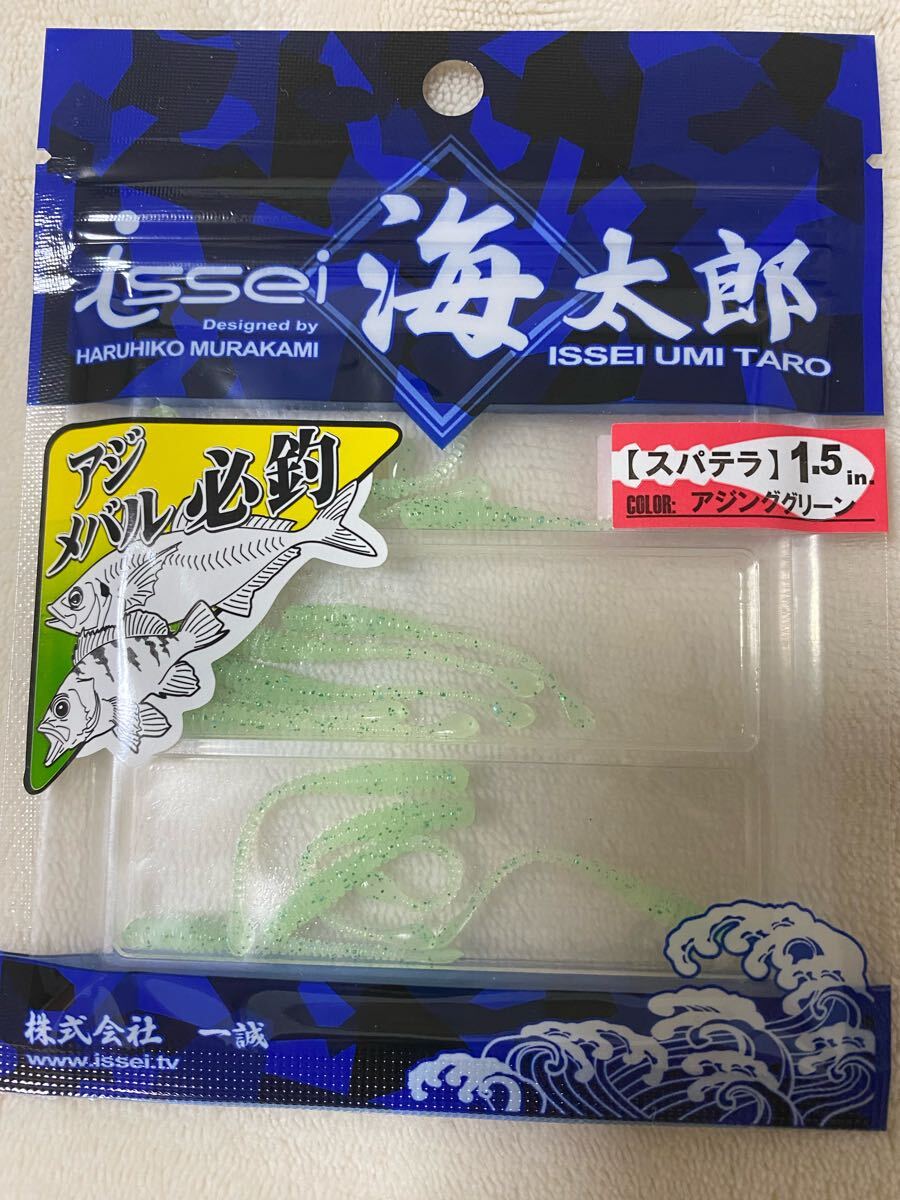 issei
Designed by
HARUHIKO MURAKAMI
海太郎
ISSEI UMI TARO
アジ
メバル必釣
【スパテラ】1.5in.
COLOR: アジンググリーン
株式会社 一誠
www.issei.tv